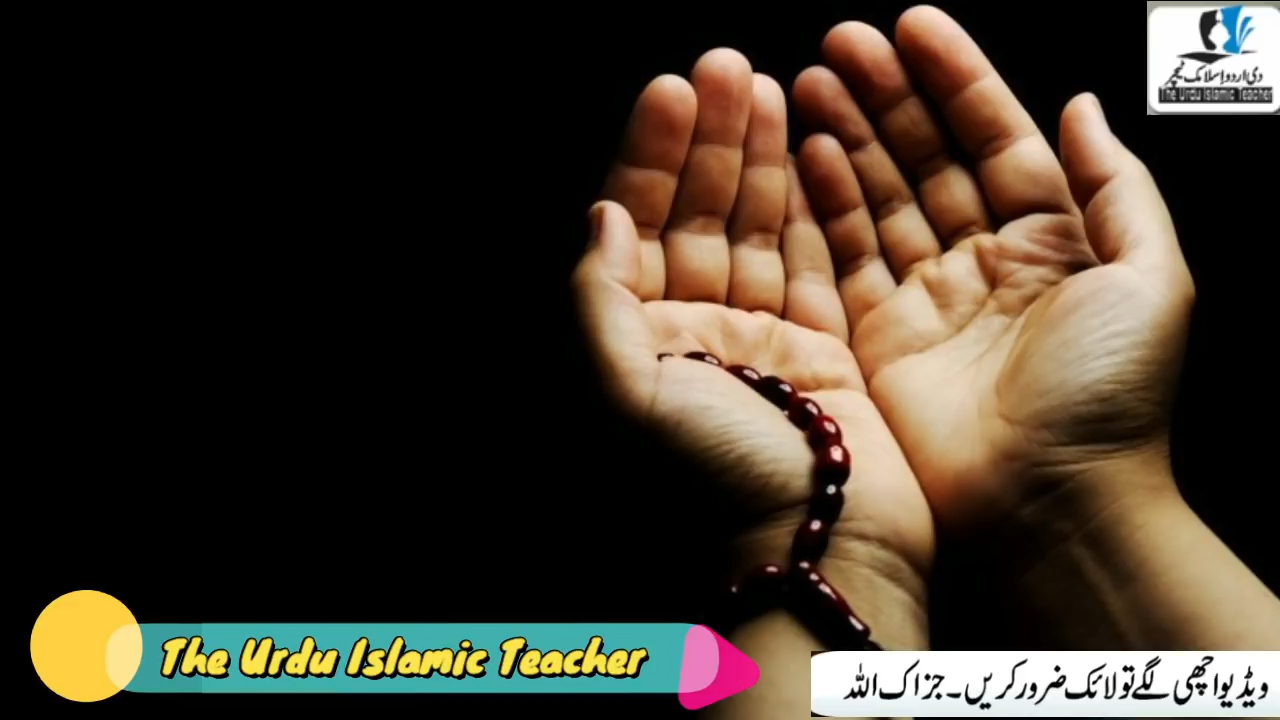 دی اردو اسلامک ٹیچر
The Urdu Islamic Teacher
The Urdu Islamic Teacher
ویڈیو اچھی لگے تو لائک ضرور کریں۔ جزاک اللہ